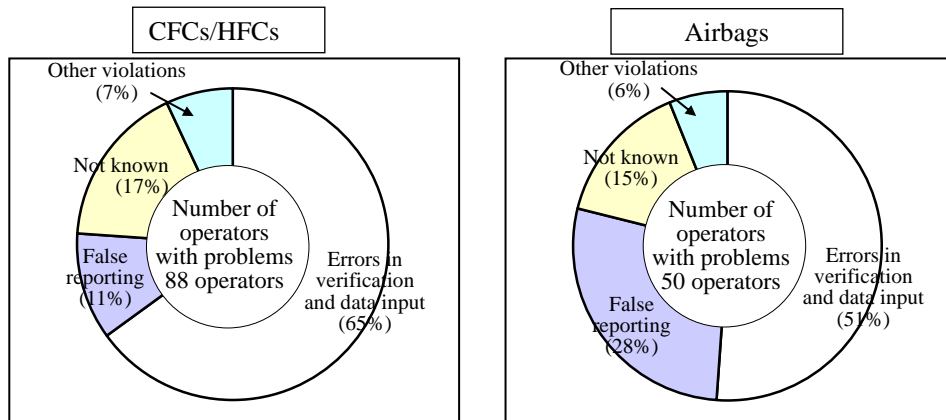 CFCs/HFCs
Other violations
(7%)
Not known
(17%)
False
reporting
(11%)
Number of
operators
with problems
88 operators
Errors in
verification
and data input
(65%)
Airbags
Other violations
(6%)
Not known
(15%)
False
reporting
(28%)
Number of
operators
with problems
50 operators
Errors in
verification
and data input
(51%)